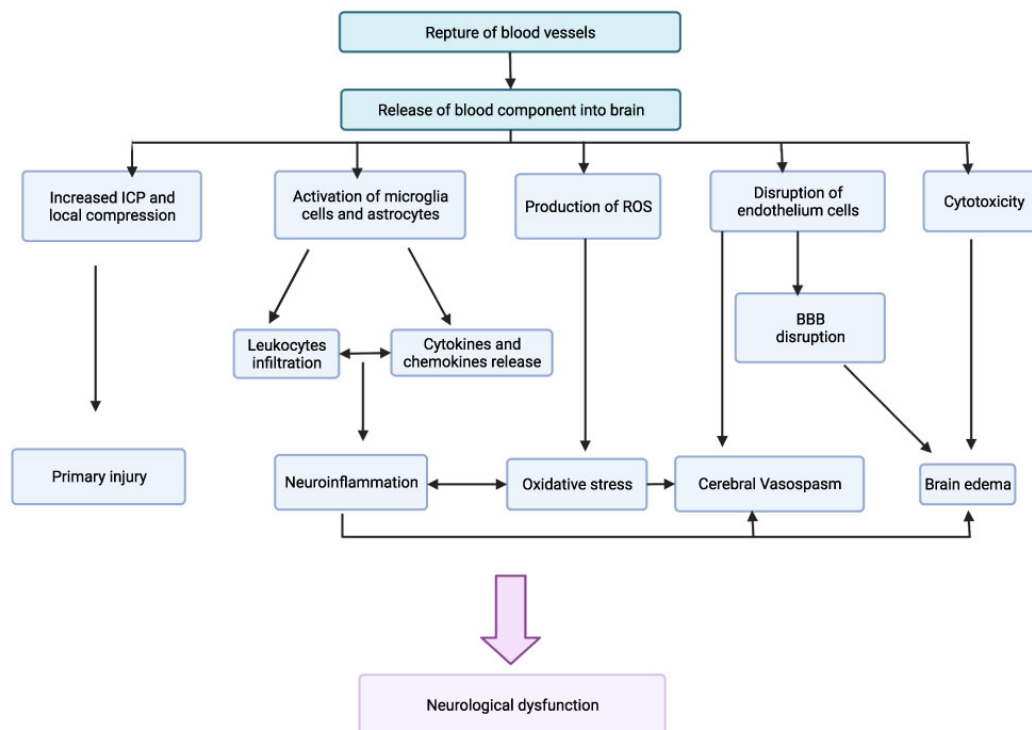 Repture of blood vessels
Release of blood component into brain
Increased ICP and
local compression
Activation of microglia
cells and astrocytes
Production of ROS
Disruption of
endothelium cells
Cytotoxicity
Leukocytes
infiltration
Cytokines and
chemokines release
BBB
disruption
Primary injury
Neuroinflammation
Oxidative stress
Cerebral Vasospasm
Brain edema
Neurological dysfunction